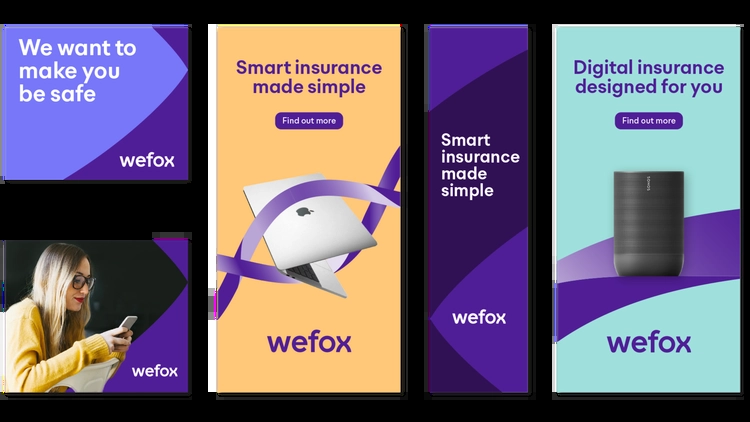 We want to
make you
be safe
wefox
wefox
Smart insurance
made simple
Find out more
wefox
Smart
insurance
made
simple
wefox
Digital insurance
designed for you
Find out more
SONOS
wefox